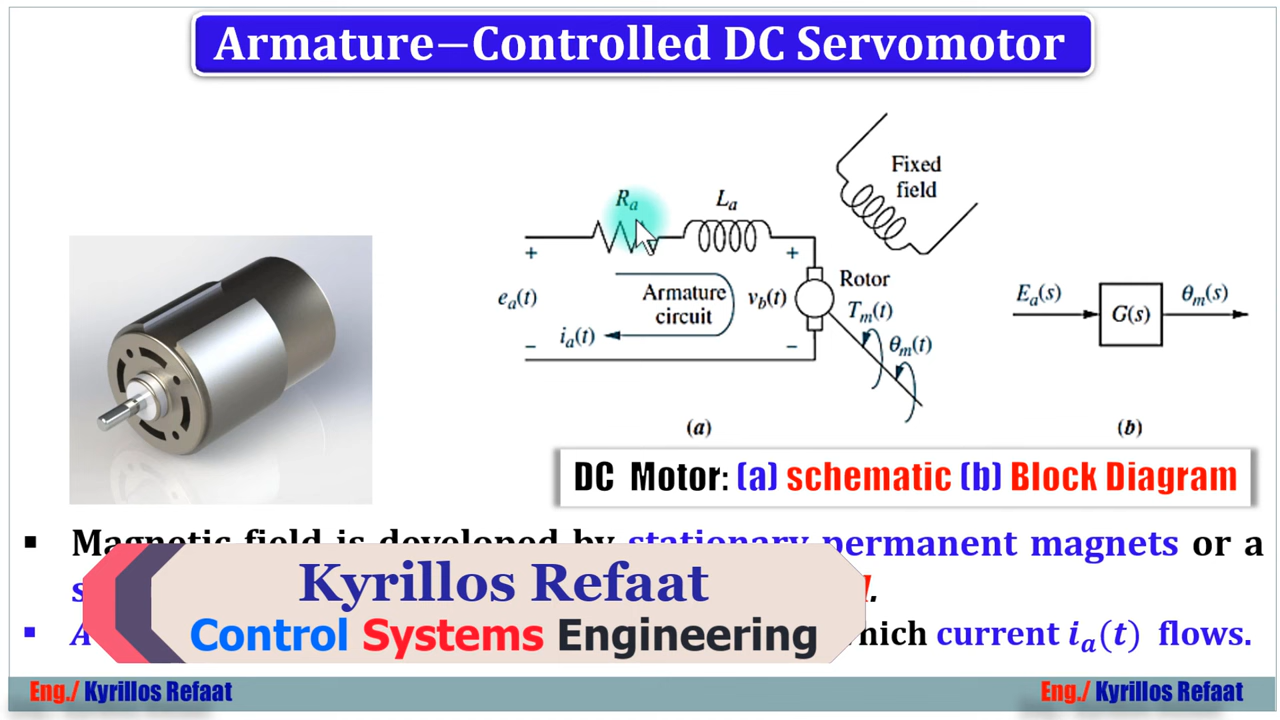 Armature−Controlled DC Servomotor
Fixed
field
Rₐ
Lₐ
+
+
Rotor
eₐ(t)
Armature
circuit
v_b(t)
T_m(t)
Eₐ(s)
G(s)
θ_m(s)
iₐ(t)
θ_m(t)
−
−
(a)
(b)
DC Motor: (a) schematic (b) Block Diagram
▪ Magnetic field is developed by stationary permanent magnets or a
Kyrillos Refaat
Control Systems Engineering
which current iₐ(t) flows.
Eng./ Kyrillos Refaat
Eng./ Kyrillos Refaat